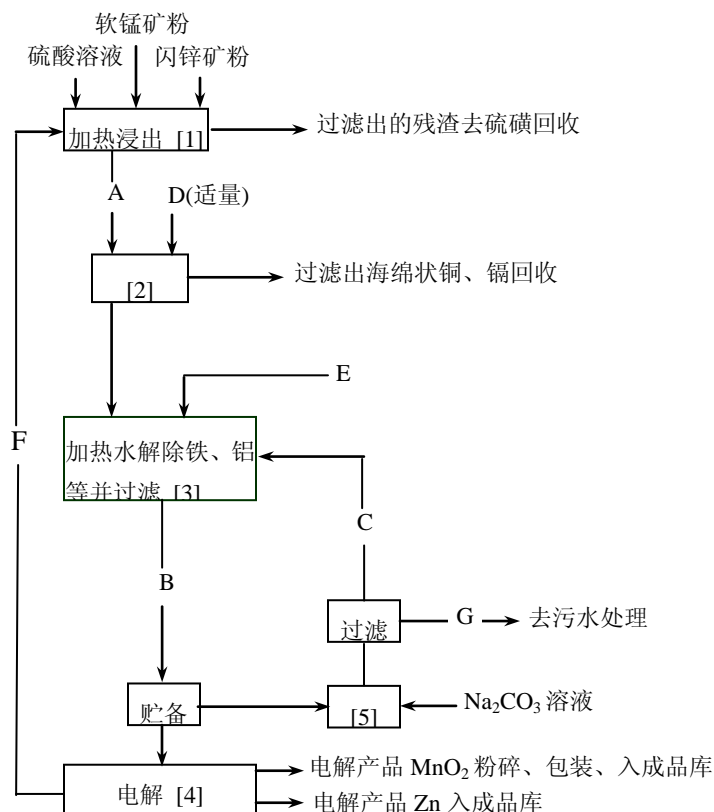 软锰矿粉
硫酸溶液 闪锌矿粉
加热浸出 [1]
过滤出的残渣去硫磺回收
A
D(适量)
[2]
过滤出海绵状铜、镉回收
E
F
加热水解除铁、铝
等并过滤 [3]
C
B
过滤
G
去污水处理
贮备
[5]
Na₂CO₃ 溶液
电解 [4]
电解产品 MnO₂ 粉碎、包装、入成品库
电解产品 Zn 入成品库